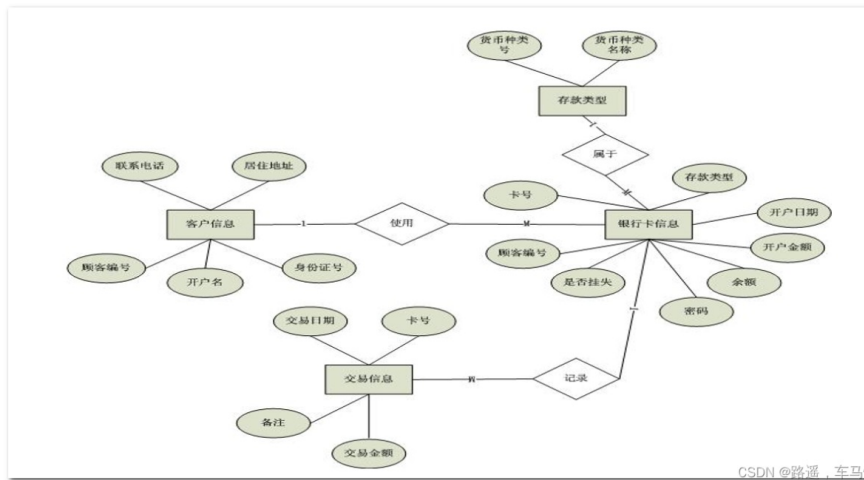 货币种类
号
货币种类
名称
存款类型
属于
联系电话
居住地址
存款类型
卡号
开户日期
客户信息
1
使用
M
银行卡信息
开户金额
顾客编号
顾客编号
身份证号
开户名
是否挂失
余额
密码
交易日期
卡号
交易信息
记录
备注
交易金额
CSDN @路遥，车马